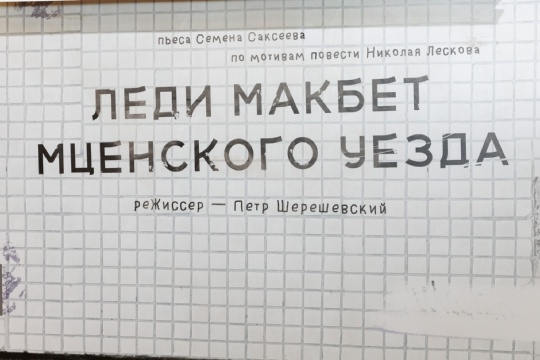 пьеса Семена Саксеева
по мотивам повести Николая Лескова
ЛЕДИ МАКБЕТ
МЦЕНСКОГО УЕЗДА
реЖиссер — Петр Шерешевский